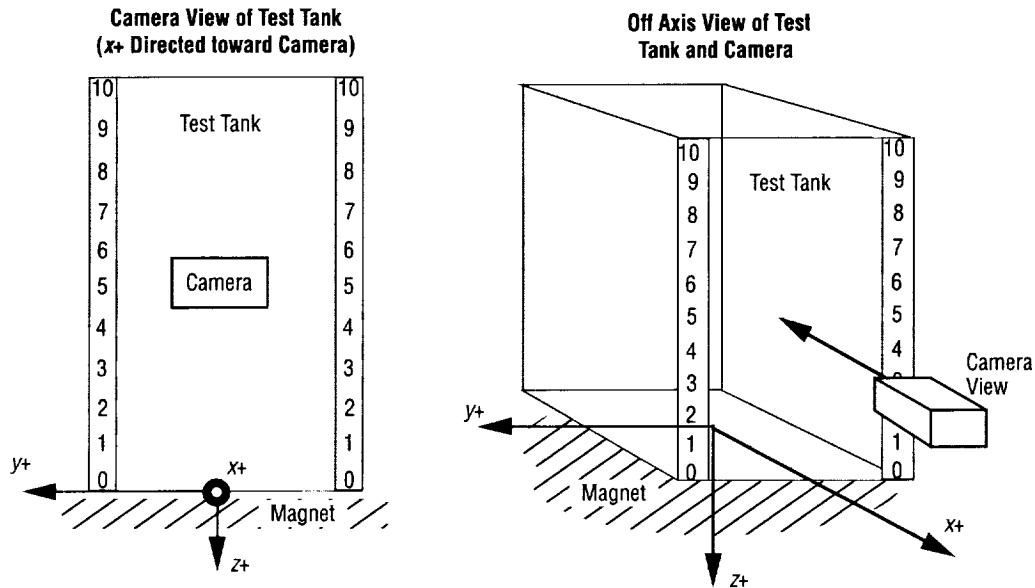 Camera View of Test Tank
(x+ Directed toward Camera)
10 10
Test Tank
9 9
8 8
7 7
6 6
Camera
5 5
4 4
3 3
2 2
1 1
y+
x+
0 0
Magnet
z+
Off Axis View of Test
Tank and Camera
10 10
9 9
Test Tank
8 8
7 7
6 6
5 5
4 4
Camera
View
3
2
y+
1 1
0 0
Magnet
x+
z+